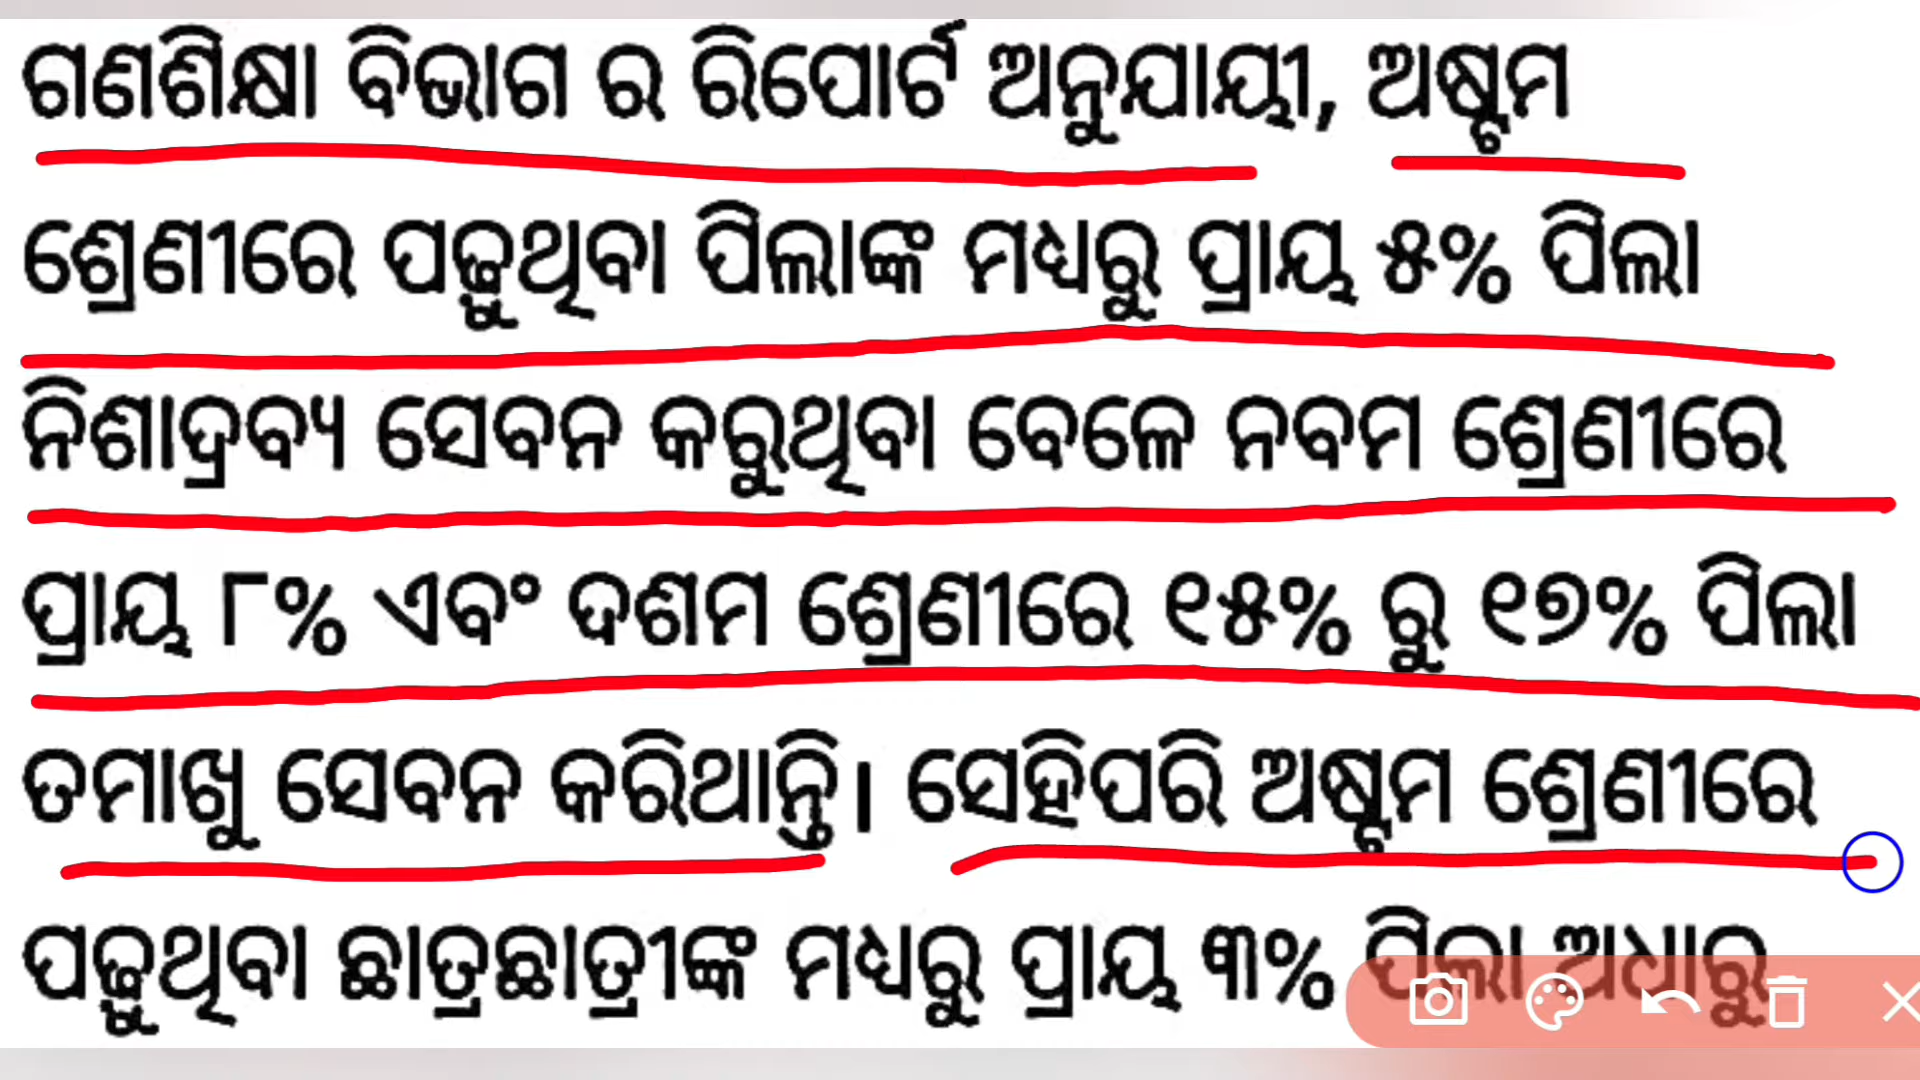 ଗଣଶିକ୍ଷା ବିଭାଗ ର ରିପୋର୍ଟ ଅନୁଯାୟୀ, ଅଷ୍ଟମ
ଶ୍ରେଣୀରେ ପଢୁଥିବା ପିଲାଙ୍କ ମଧ୍ୟରୁ ପ୍ରାୟ ୫% ପିଲା
ନିଶାଦ୍ରବ୍ୟ ସେବନ କରୁଥିବା ବେଳେ ନବମ ଶ୍ରେଣୀରେ
ପ୍ରାୟ ୮% ଏବଂ ଦଶମ ଶ୍ରେଣୀରେ ୧୫% ରୁ ୧୭% ପିଲା
ତମାଖୁ ସେବନ କରିଥାନ୍ତି। ସେହିପରି ଅଷ୍ଟମ ଶ୍ରେଣୀରେ
ପଢୁଥିବା ଛାତ୍ରଛାତ୍ରୀଙ୍କ ମଧ୍ୟରୁ ପ୍ରାୟ ୩% ପିଲା ଅଧାରୁ